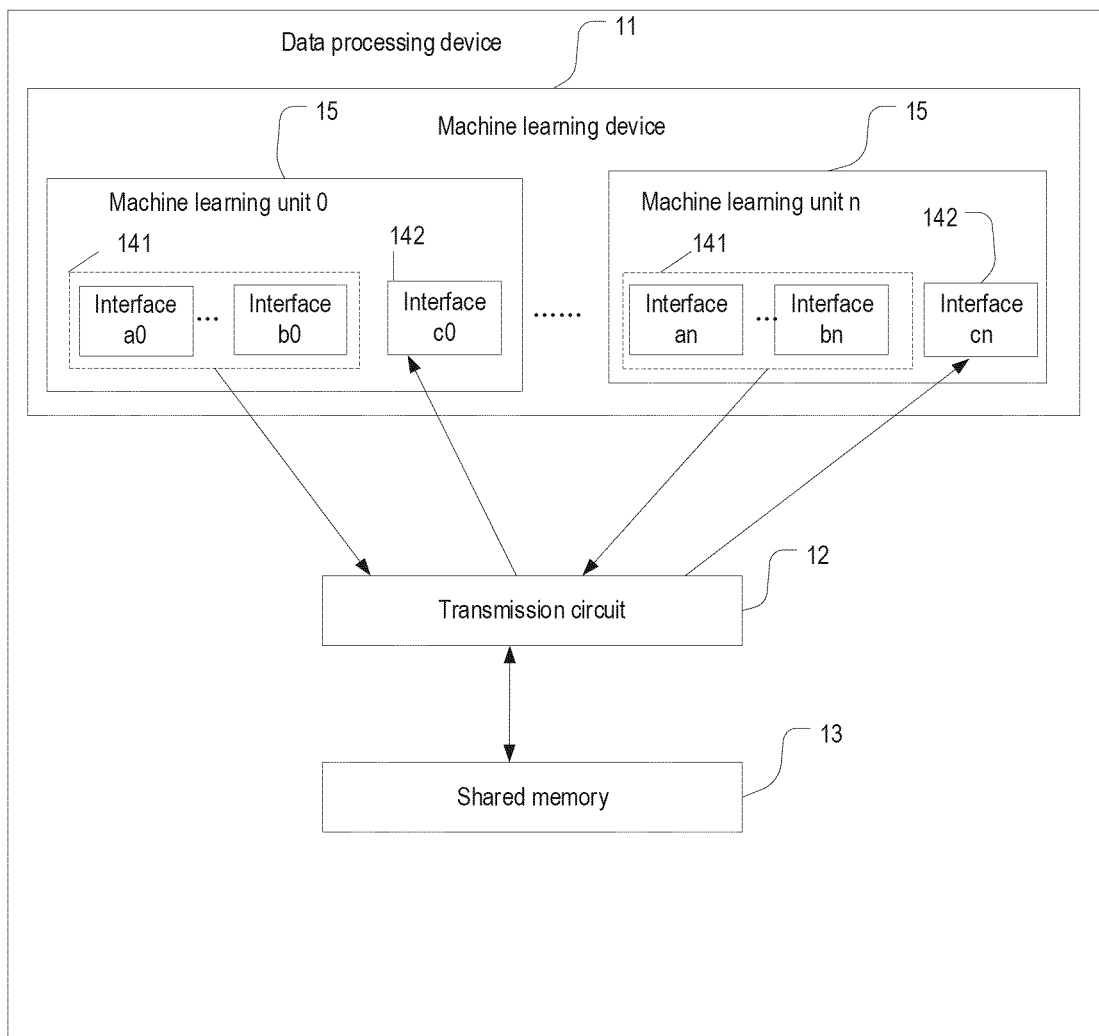 11
Data processing device
15
Machine learning device
15
Machine learning unit 0
Machine learning unit n
141
142
141
142
Interface
a0
...
Interface
b0
Interface
c0
......
Interface
an
...
Interface
bn
Interface
cn
12
Transmission circuit
13
Shared memory